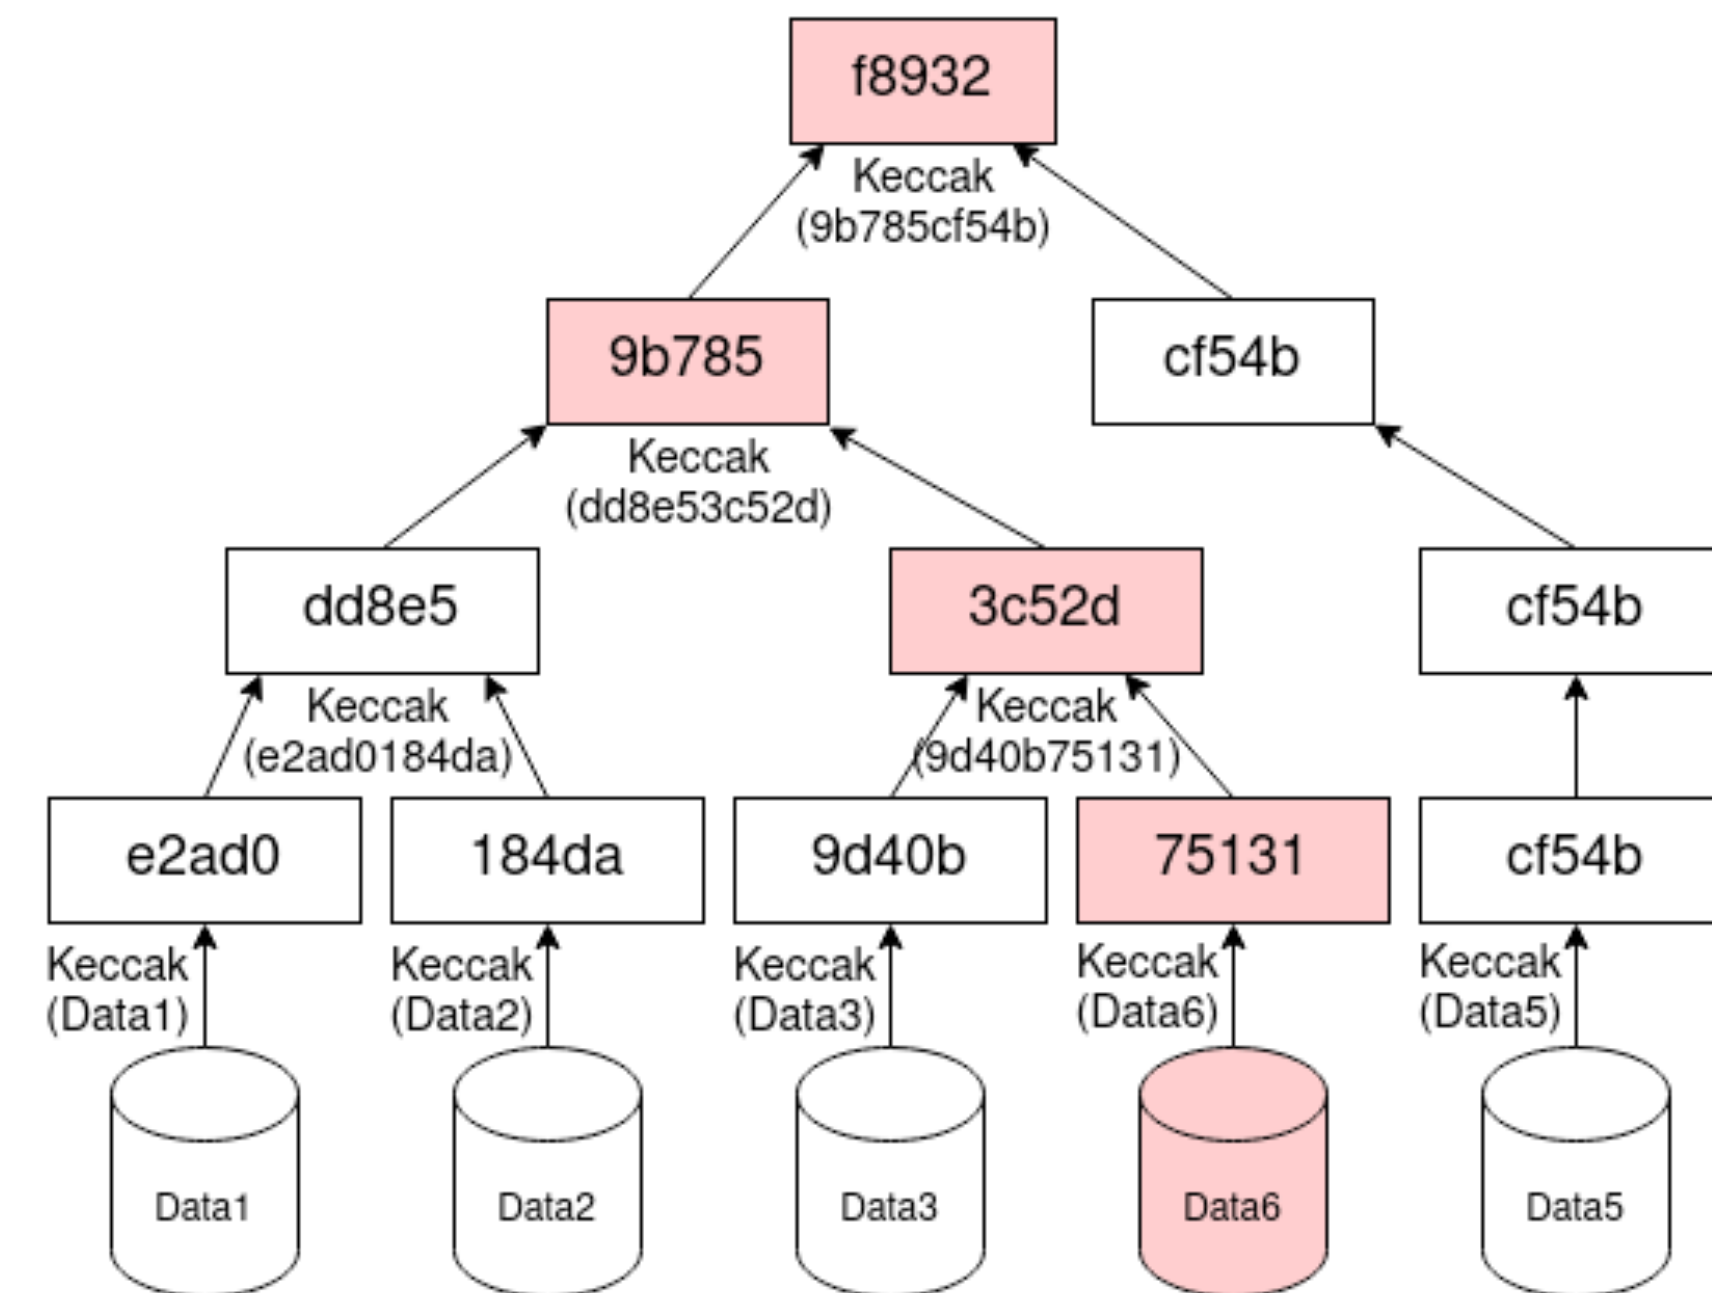 f8932
Keccak
(9b785cf54b)
9b785
cf54b
Keccak
(dd8e53c52d)
dd8e5
3c52d
cf54b
Keccak
(e2ad0184da)
Keccak
(9d40b75131)
e2ad0
184da
9d40b
75131
cf54b
Keccak
(Data1)
Keccak
(Data2)
Keccak
(Data3)
Keccak
(Data6)
Keccak
(Data5)
Data1
Data2
Data3
Data6
Data5